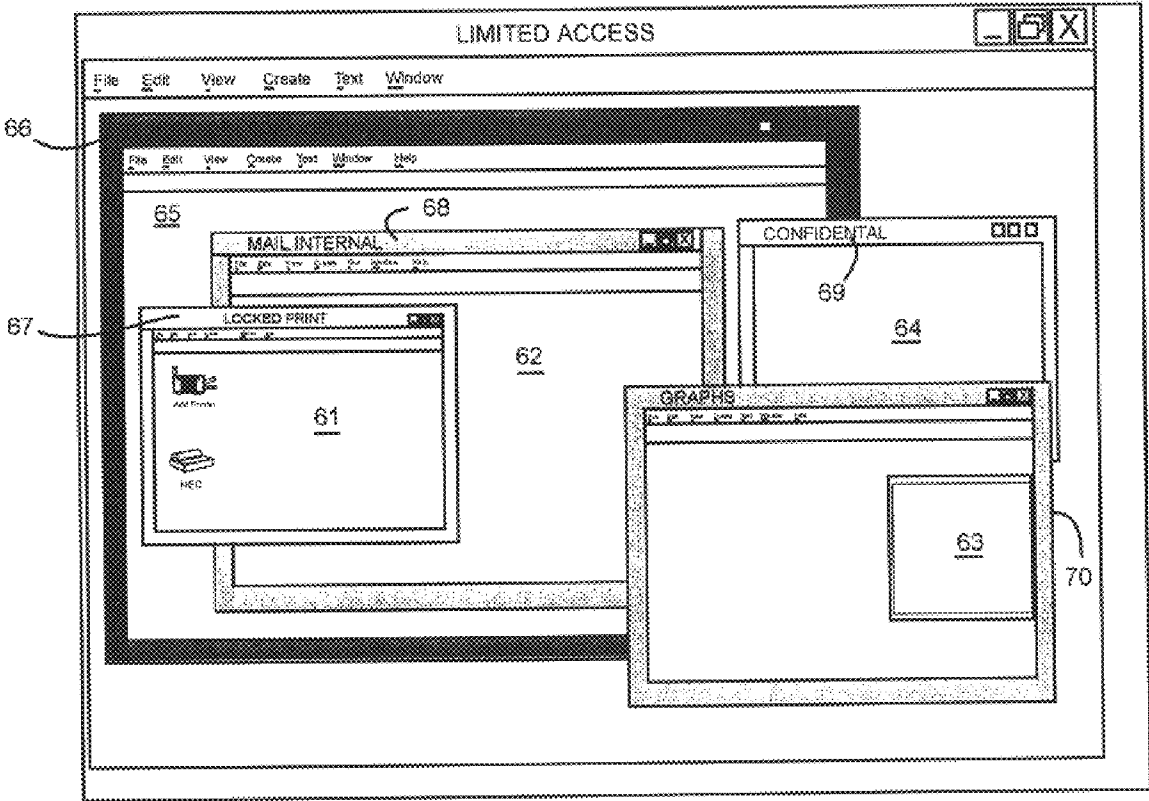 LIMITED ACCESS
File Edit View Create Text Window
66
File Edit View Create Text Window Help
65
68
MAIL INTERNAL
CONFIDENTAL
69
67
LOCKED PRINT
64
62
GRAPHS
61
NEC
63
70